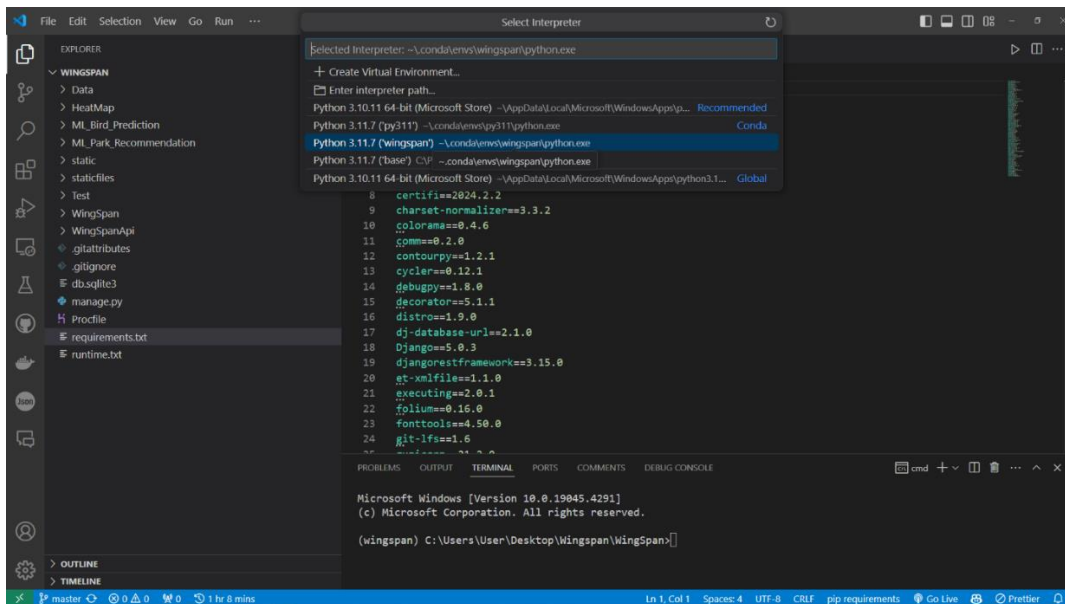 File Edit Selection View Go Run ···
Select Interpreter
EXPLORER
Selected Interpreter: ~\.conda\envs\wingspan\python.exe
WINGSPAN
+ Create Virtual Environment...
> Data
Enter interpreter path...
> HeatMap
Python 3.10.11 64-bit (Microsoft Store) ~\AppData\Local\Microsoft\WindowsApps\p... Recommended
> ML_Bird_Prediction
Python 3.11.7 ('py311') ~\.conda\envs\py311\python.exe Conda
> ML_Park_Recommendation
Python 3.11.7 ('wingspan') ~\.conda\envs\wingspan\python.exe
> static
Python 3.11.7 ('base') C:\P ~\.conda\envs\wingspan\python.exe
> staticfiles
Python 3.10.11 64-bit (Microsoft Store) ~\AppData\Local\Microsoft\WindowsApps\python3.1... Global
> Test
> WingSpan
> WingSpanApi
.gitattributes
.gitignore
db.sqlite3
manage.py
Procfile
requirements.txt
runtime.txt
8 certifi==2024.2.2
9 charset-normalizer==3.3.2
10 colorama==0.4.6
11 comm==0.2.0
12 contourpy==1.2.1
13 cycler==0.12.1
14 debugpy==1.8.0
15 decorator==5.1.1
16 distro==1.9.0
17 dj-database-url==2.1.0
18 Django==5.0.3
19 djangorestframework==3.15.0
20 et-xmlfile==1.1.0
21 executing==2.0.1
22 folium==0.16.0
23 fonttools==4.50.0
24 git-lfs==1.6
PROBLEMS OUTPUT TERMINAL PORTS COMMENTS DEBUG CONSOLE cmd
Microsoft Windows [Version 10.0.19045.4291]
(c) Microsoft Corporation. All rights reserved.
(wingspan) C:\Users\User\Desktop\Wingspan\WingSpan>
Json
> OUTLINE
> TIMELINE
master 0 0 0 1 hr 8 mins Ln 1, Col 1 Spaces: 4 UTF-8 CRLF pip requirements Go Live Prettier